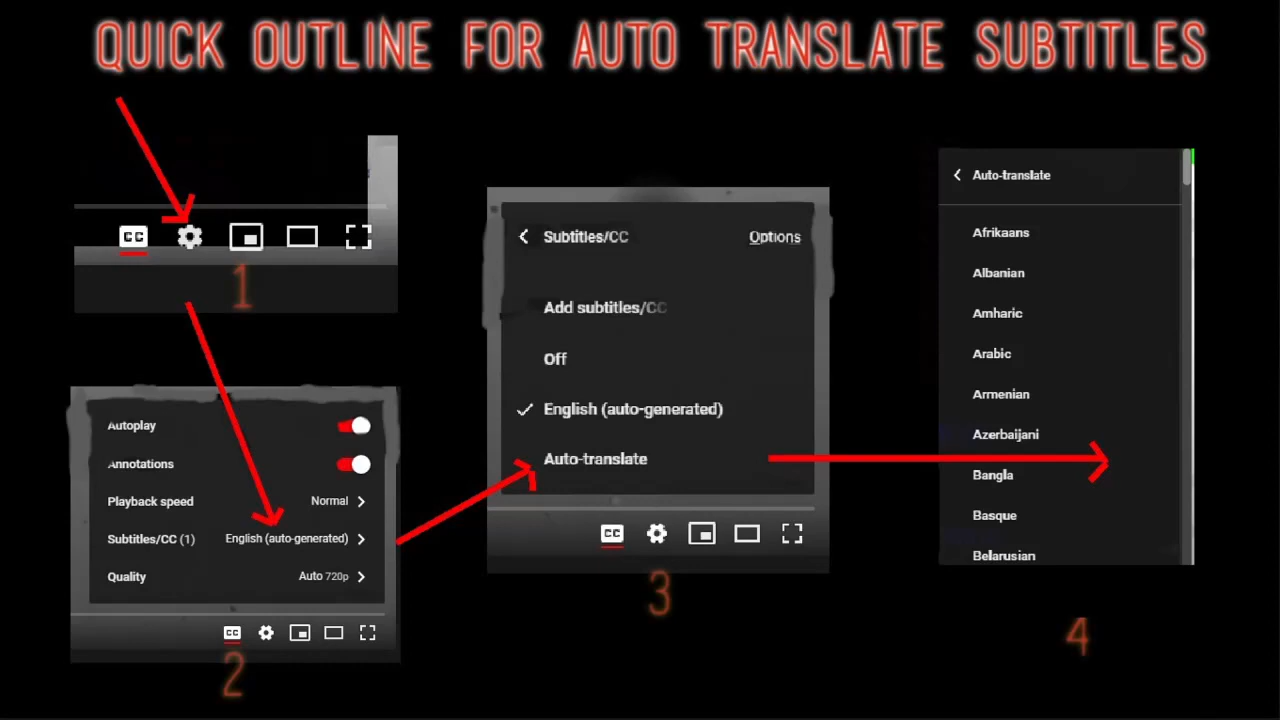 QUICK OUTLINE FOR AUTO TRANSLATE SUBTITLES
CC
1
Autoplay
Annotations
Playback speed Normal
Subtitles/CC (1) English (auto-generated)
Quality Auto 720p
CC
2
Subtitles/CC Options
Add subtitles/CC
Off
English (auto-generated)
Auto-translate
CC
3
Auto-translate
Afrikaans
Albanian
Amharic
Arabic
Armenian
Azerbaijani
Bangla
Basque
Belarusian
4